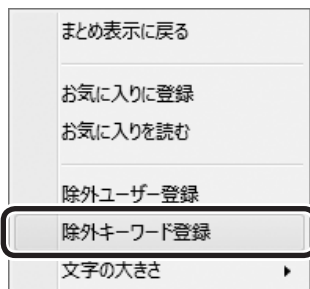 まとめ表示に戻る
お気に入りに登録
お気に入りを読む
除外ユーザー登録
除外キーワード登録
文字の大きさ